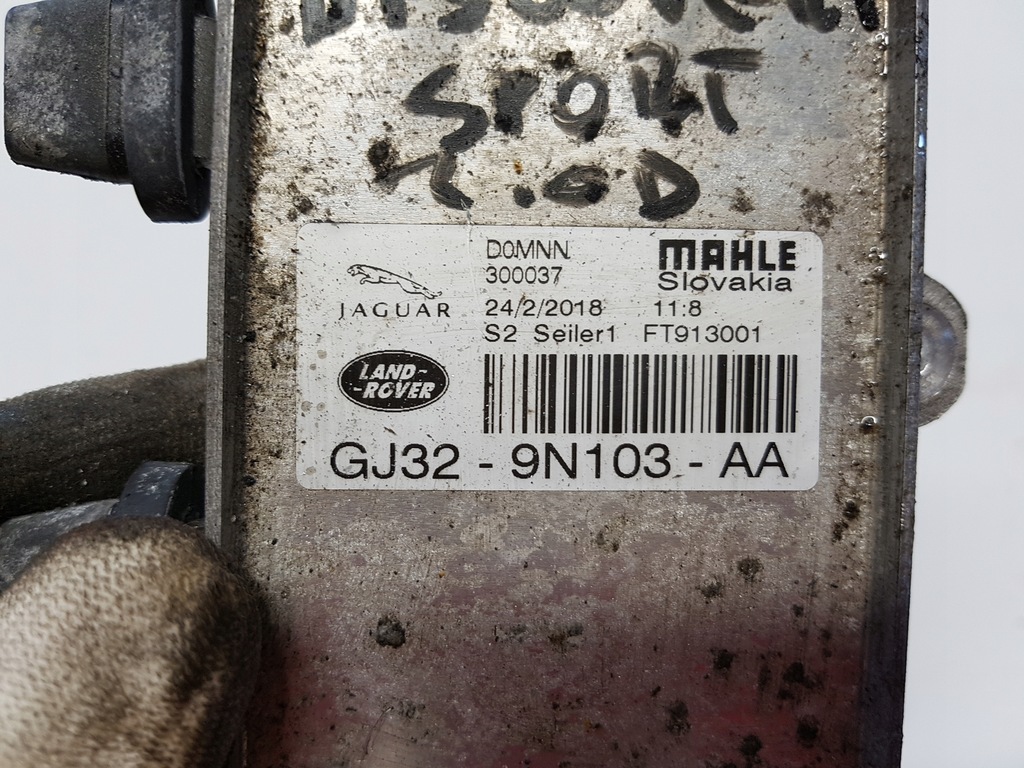 DISCOVERY
SPORT
2.0D
D0MNN
300037
MAHLE
Slovakia
JAGUAR
24/2/2018 11:8
S2 Seiler1 FT913001
LAND-
-ROVER
GJ32 - 9N103 - AA